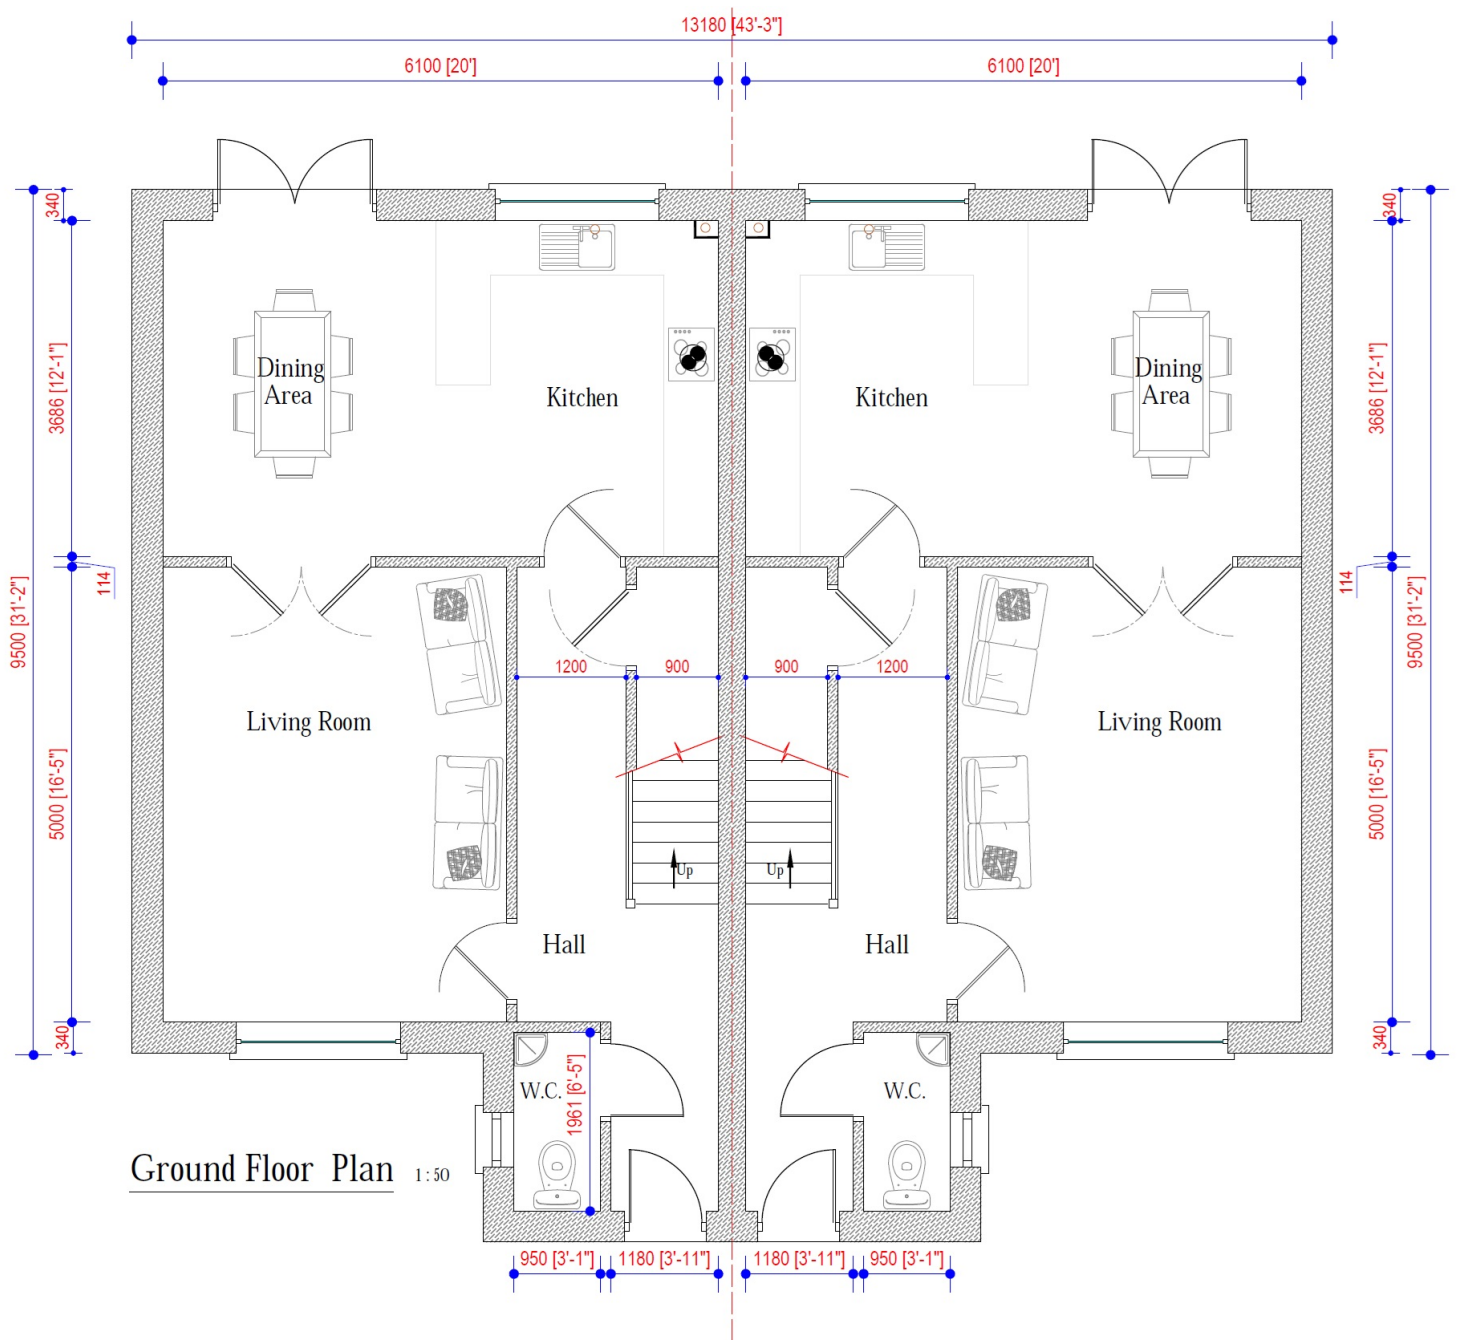 13180 [43'-3"]
6100 [20']
6100 [20']
340
340
3686 [12'-1"]
3686 [12'-1"]
Dining
Area
Kitchen
Kitchen
Dining
Area
9500 [31'-2"]
114
114
9500 [31'-2"]
1200
900
900
1200
Living Room
Living Room
5000 [16'-5"]
5000 [16'-5"]
Up
Up
Hall
Hall
340
340
W.C.
1961 [6'-5"]
W.C.
Ground Floor Plan 1 : 50
950 [3'-1"]
1180 [3'-11"]
1180 [3'-11"]
950 [3'-1"]